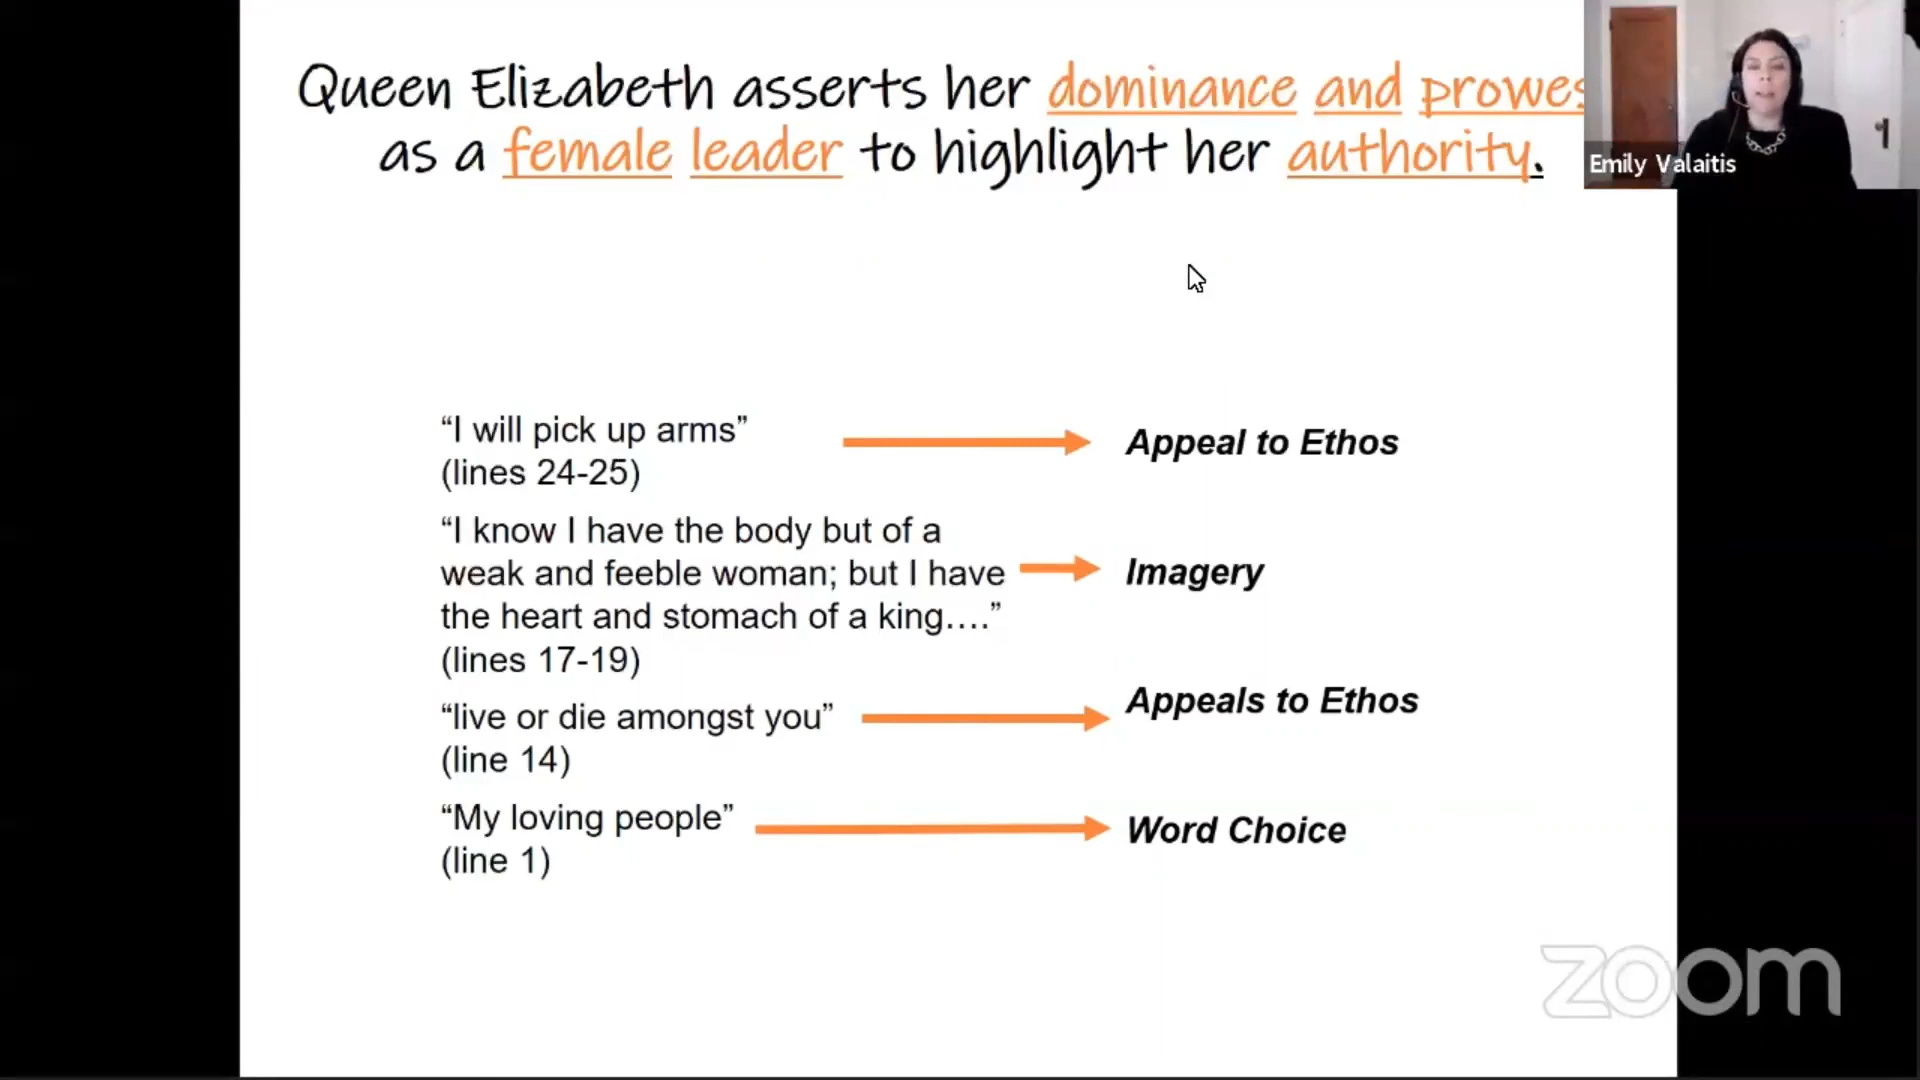 Queen Elizabeth asserts her dominance and prowes
as a female leader to highlight her authority.
Emily Valaitis
“I will pick up arms”
(lines 24-25)
Appeal to Ethos
“I know I have the body but of a
weak and feeble woman; but I have
the heart and stomach of a king….”
(lines 17-19)
Imagery
“live or die amongst you”
(line 14)
Appeals to Ethos
“My loving people”
(line 1)
Word Choice
zoom